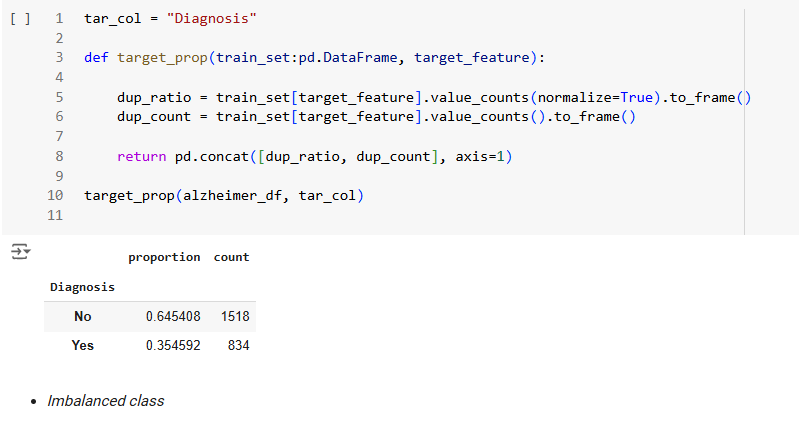 [ ] 1 tar_col = "Diagnosis"
2
3 def target_prop(train_set:pd.DataFrame, target_feature):
4
5     dup_ratio = train_set[target_feature].value_counts(normalize=True).to_frame()
6     dup_count = train_set[target_feature].value_counts().to_frame()
7
8     return pd.concat([dup_ratio, dup_count], axis=1)
9
10 target_prop(alzheimer_df, tar_col)
11
proportion count
Diagnosis
No 0.645408 1518
Yes 0.354592 834
• Imbalanced class